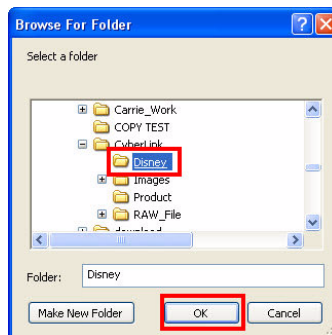 Browse For Folder
Select a folder
Carrie_Work
COPY TEST
CyberLink
Disney
Images
Product
RAW_File
download
Folder: Disney
Make New Folder OK Cancel